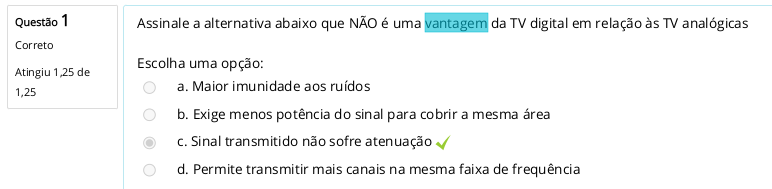 Questão 1
Correto
Atingiu 1,25 de
1,25
Assinale a alternativa abaixo que NÃO é uma vantagem da TV digital em relação às TV analógicas
Escolha uma opção:
a. Maior imunidade aos ruídos
b. Exige menos potência do sinal para cobrir a mesma área
c. Sinal transmitido não sofre atenuação
d. Permite transmitir mais canais na mesma faixa de frequência